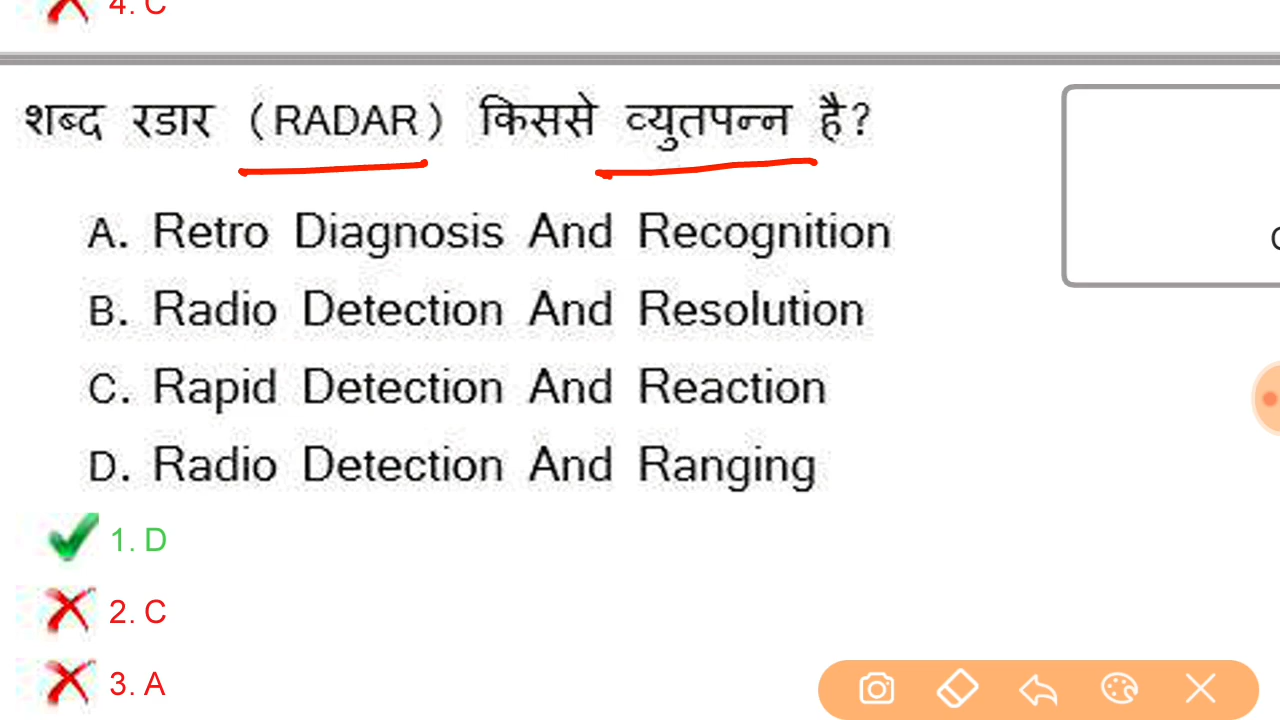 4. C
शब्द रडार (RADAR) किससे व्युतपन्न है?
A. Retro Diagnosis And Recognition
B. Radio Detection And Resolution
C. Rapid Detection And Reaction
D. Radio Detection And Ranging
1. D
2. C
3. A